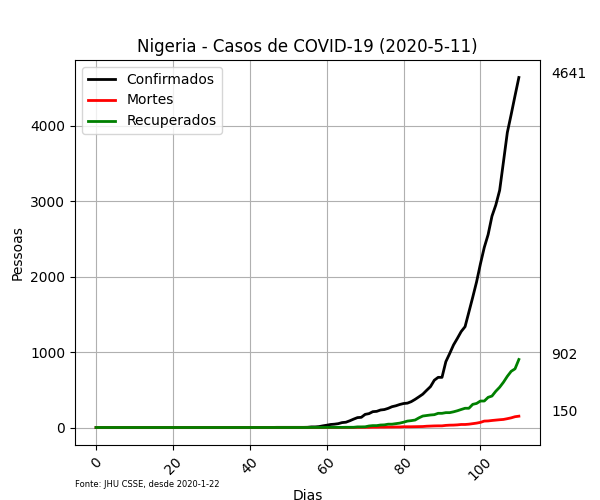 Nigeria - Casos de COVID-19 (2020-5-11)
Confirmados
Mortes
Recuperados
4641
902
150
Pessoas
4000
3000
2000
1000
0
0
20
40
60
80
100
Fonte: JHU CSSE, desde 2020-1-22
Dias